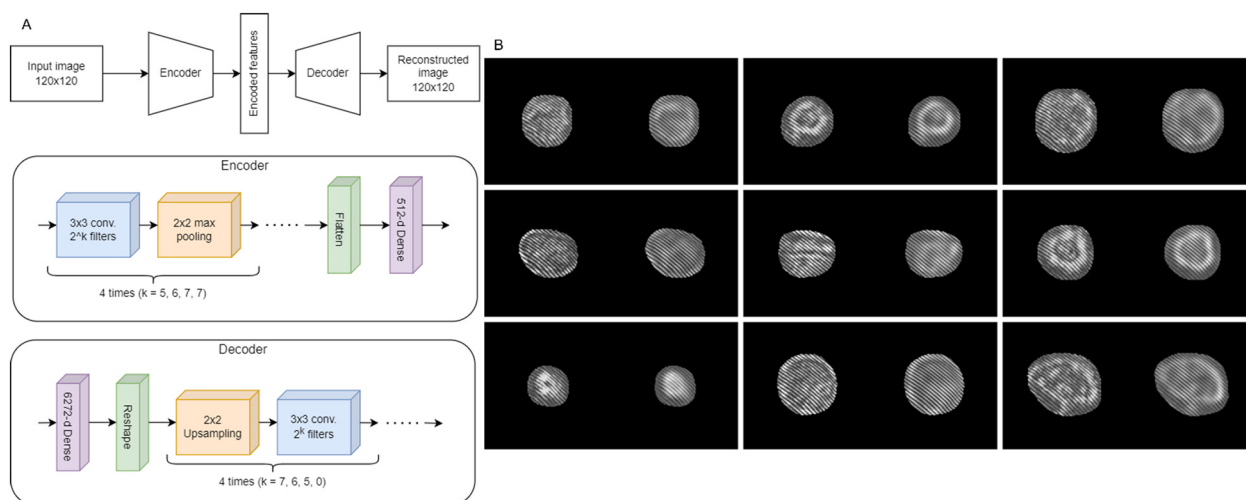 A
Input image
120x120
Encoder
Encoded features
Decoder
Reconstructed
image
120x120
Encoder
3x3 conv.
2^k filters
2x2 max
pooling
Flatten
512-d Dense
4 times (k = 5, 6, 7, 7)
Decoder
6272-d Dense
Reshape
2x2
Upsampling
3x3 conv.
2^k filters
4 times (k = 7, 6, 5, 0)
B